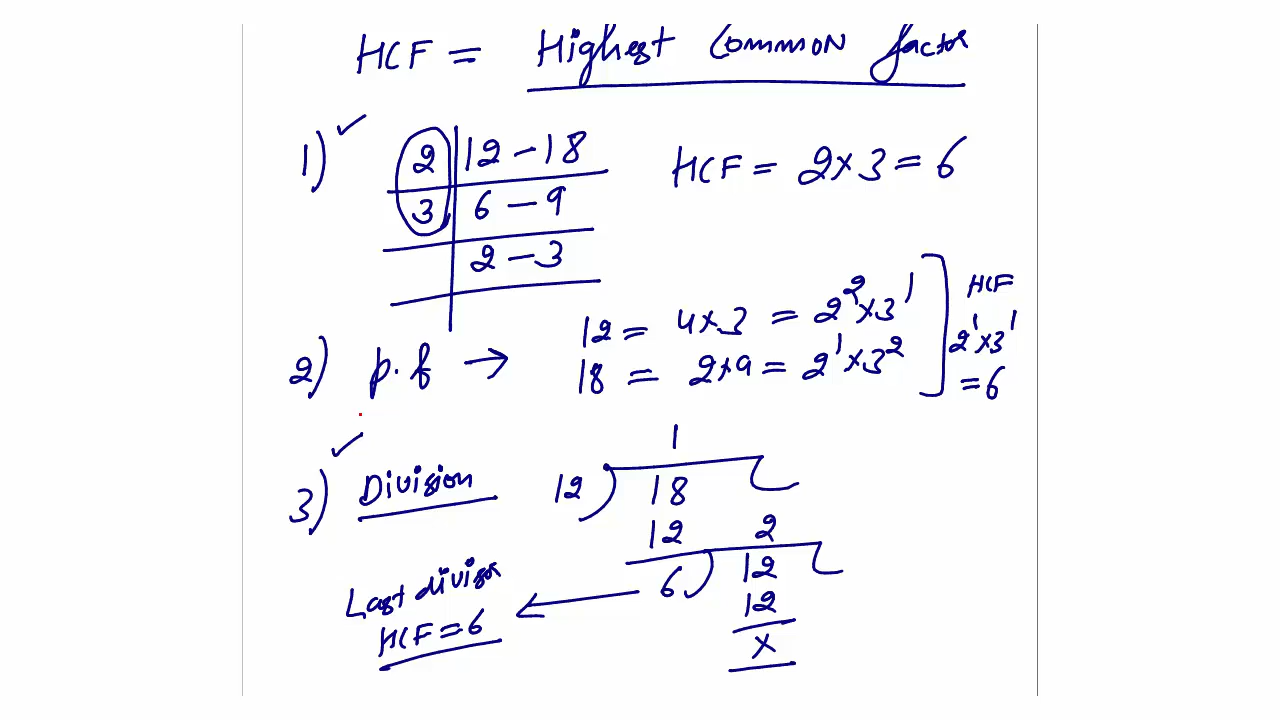 HCF = Highest Common factor
1) ✓
2 | 12 – 18
3 | 6 – 9
2 – 3
HCF = 2×3 = 6
2) p.f → 12 = 4×3 = 2²×3¹
18 = 2×9 = 2¹×3²
HCF
2¹×3¹
= 6
3) ✓ Division
1
12 ) 18
12 2
6 ) 12
12
×
Last divisor
HCF = 6